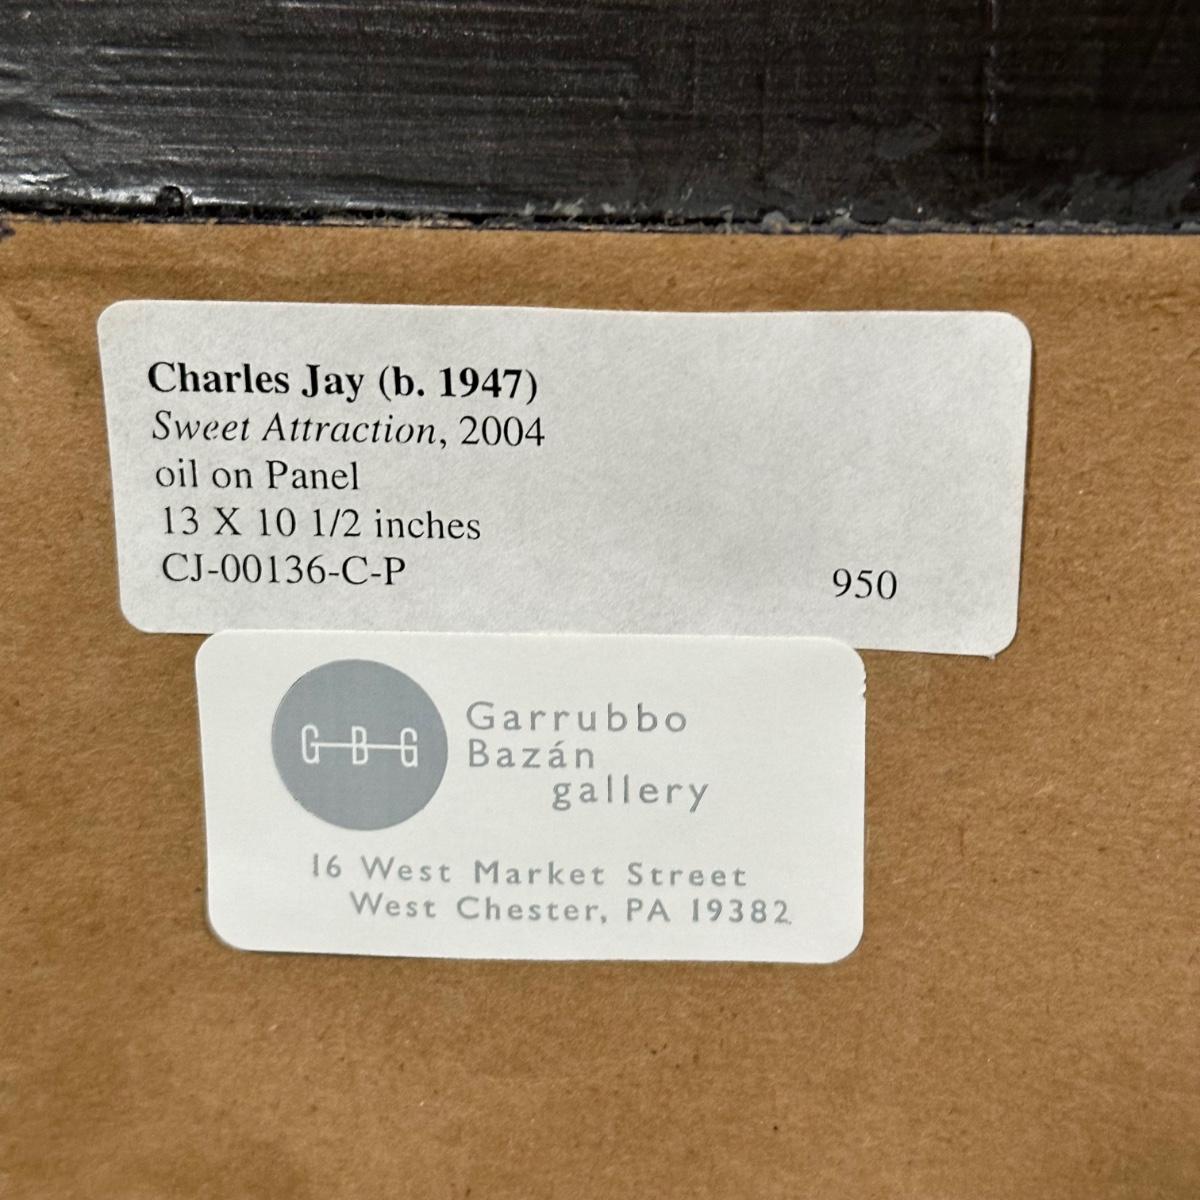 Charles Jay (b. 1947)
Sweet Attraction, 2004
oil on Panel
13 X 10 1/2 inches
CJ-00136-C-P
950
G-B-G
Garrubbo
Bazán
gallery
16 West Market Street
West Chester, PA 19382